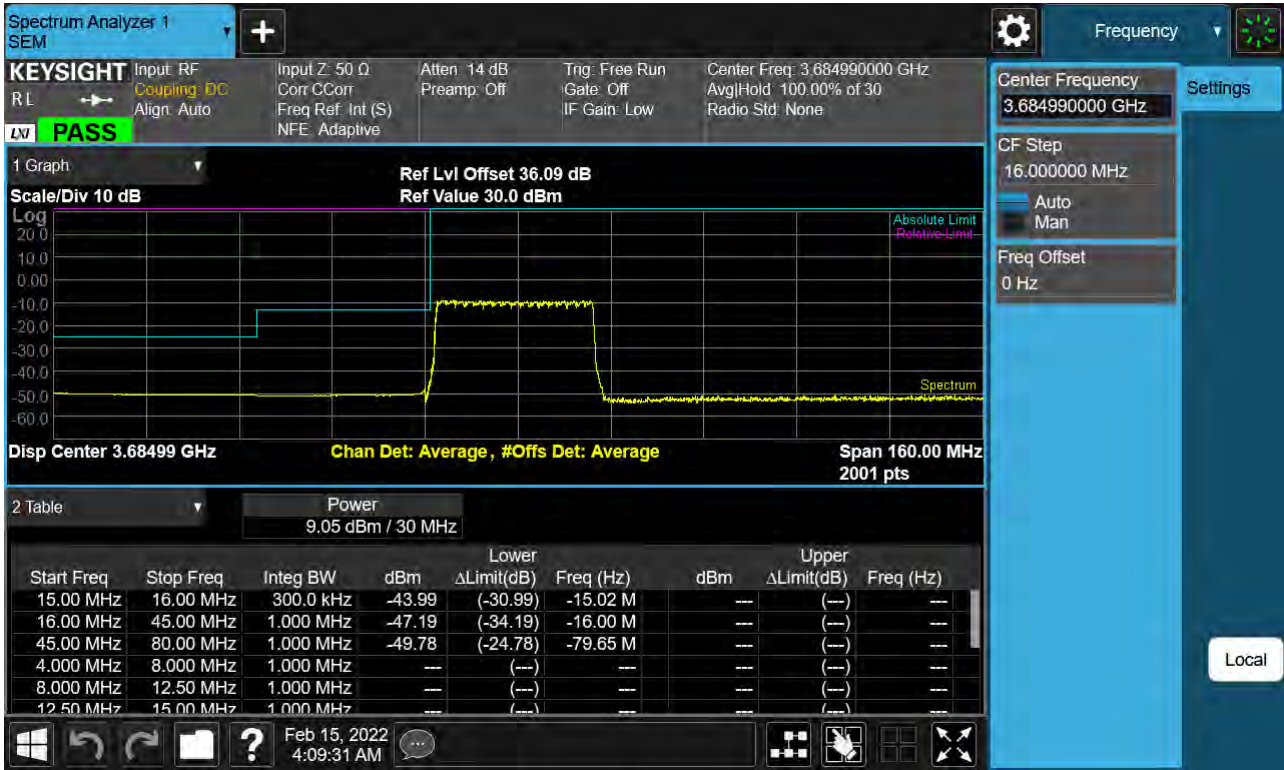 Spectrum Analyzer 1
SEM
Frequency
KEYSIGHT
RL
LXI
PASS
Input: RF
Coupling: DC
Align: Auto
Input Z: 50 Ω
Corr CCorr
Freq Ref: Int (S)
NFE: Adaptive
Atten: 14 dB
Preamp: Off
Trig: Free Run
Gate: Off
IF Gain: Low
Center Freq: 3.684990000 GHz
Avg|Hold: 100.00% of 30
Radio Std: None
Center Frequency
3.684990000 GHz
Settings
CF Step
16.000000 MHz
Auto
Man
Freq Offset
0 Hz
1 Graph
Scale/Div 10 dB
Ref Lvl Offset 36.09 dB
Ref Value 30.0 dBm
Log
Absolute Limit
Relative Limit
20.0
10.0
0.00
-10.0
-20.0
-30.0
-40.0
-50.0
-60.0
Spectrum
Disp Center 3.68499 GHz
Chan Det: Average, #Offs Det: Average
Span 160.00 MHz
2001 pts
2 Table
Power
9.05 dBm / 30 MHz
Lower Upper
Start Freq Stop Freq Integ BW dBm ΔLimit(dB) Freq (Hz) dBm ΔLimit(dB) Freq (Hz)
15.00 MHz 16.00 MHz 300.0 kHz -43.99 (-30.99) -15.02 M --- (---) ---
16.00 MHz 45.00 MHz 1.000 MHz -47.19 (-34.19) -16.00 M --- (---) ---
45.00 MHz 80.00 MHz 1.000 MHz -49.78 (-24.78) -79.65 M --- (---) ---
4.000 MHz 8.000 MHz 1.000 MHz --- (---) --- --- (---) ---
8.000 MHz 12.50 MHz 1.000 MHz --- (---) --- --- (---) ---
12.50 MHz 15.00 MHz 1.000 MHz --- (---) --- --- (---) ---
Local
?
Feb 15, 2022
4:09:31 AM